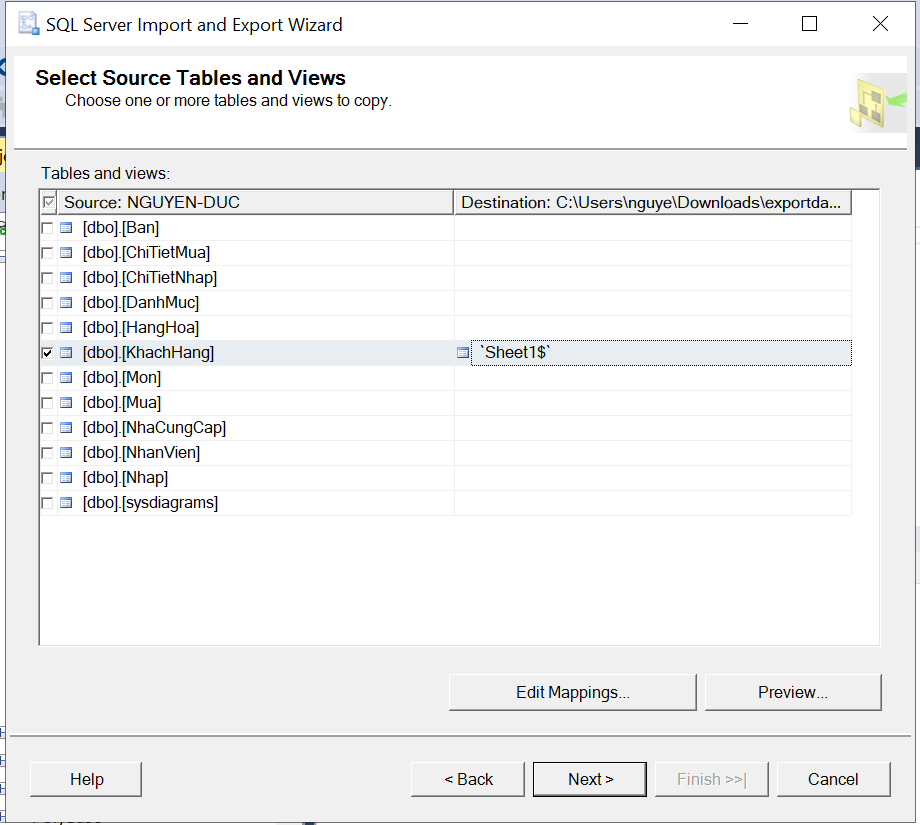 SQL Server Import and Export Wizard
Select Source Tables and Views
Choose one or more tables and views to copy.
Tables and views:
Source: NGUYEN-DUC Destination: C:\Users\nguye\Downloads\exportda...
[dbo].[Ban]
[dbo].[ChiTietMua]
[dbo].[ChiTietNhap]
[dbo].[DanhMuc]
[dbo].[HangHoa]
[dbo].[KhachHang] `Sheet1$`
[dbo].[Mon]
[dbo].[Mua]
[dbo].[NhaCungCap]
[dbo].[NhanVien]
[dbo].[Nhap]
[dbo].[sysdiagrams]
Edit Mappings... Preview...
Help < Back Next > Finish >>| Cancel